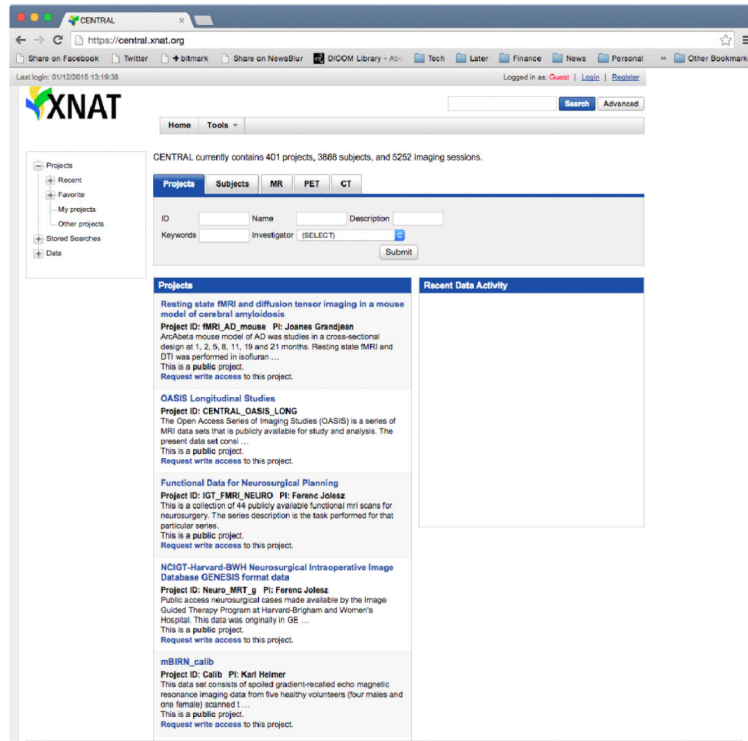 CENTRAL
https://central.xnat.org
Share on Facebook Twitter + bitmark Share on NewsBlur DICOM Library - Abo Tech Later Finance News Personal » Other Bookmark
Last login: 01/12/2015 13:19:38 Logged in as: Guest | Login | Register
XNAT
Search Advanced
Home Tools
CENTRAL currently contains 401 projects, 3888 subjects, and 5252 imaging sessions.
Projects
Recent
Favorite
My projects
Other projects
Stored Searches
Data
Projects Subjects MR PET CT
ID Name Description
Keywords Investigator (SELECT)
Submit
Projects
Resting state fMRI and diffusion tensor imaging in a mouse
model of cerebral amyloidosis
Project ID: fMRI_AD_mouse PI: Joanes Grandjean
ArcAbeta mouse model of AD was studies in a cross-sectional
design at 1, 2, 5, 8, 11, 19 and 21 months. Resting state fMRI and
DTI was performed in isofluran ...
This is a public project.
Request write access to this project.
OASIS Longitudinal Studies
Project ID: CENTRAL_OASIS_LONG
The Open Access Series of Imaging Studies (OASIS) is a series of
MRI data sets that is publicly available for study and analysis. The
present data set consi ...
This is a public project.
Request write access to this project.
Functional Data for Neurosurgical Planning
Project ID: IGT_FMRI_NEURO PI: Ferenc Jolesz
This is a collection of 44 publicly available functional mri scans for
neurosurgery. The series description is the task performed for that
particular series.
This is a public project.
Request write access to this project.
NCIGT-Harvard-BWH Neurosurgical Intraoperative Image
Database GENESIS format data
Project ID: Neuro_MRT_g PI: Ferenc Jolesz
Public access neurosurgical cases made available by the Image
Guided Therapy Program at Harvard-Brigham and Women's
Hospital. This data was originally in GE ...
This is a public project.
Request write access to this project.
mBIRN_calib
Project ID: Calib PI: Karl Helmer
This data set consists of spoiled gradient-recalled echo magnetic
resonance imaging data from five healthy volunteers (four males and
one female) scanned t ...
This is a public project.
Request write access to this project.
Recent Data Activity